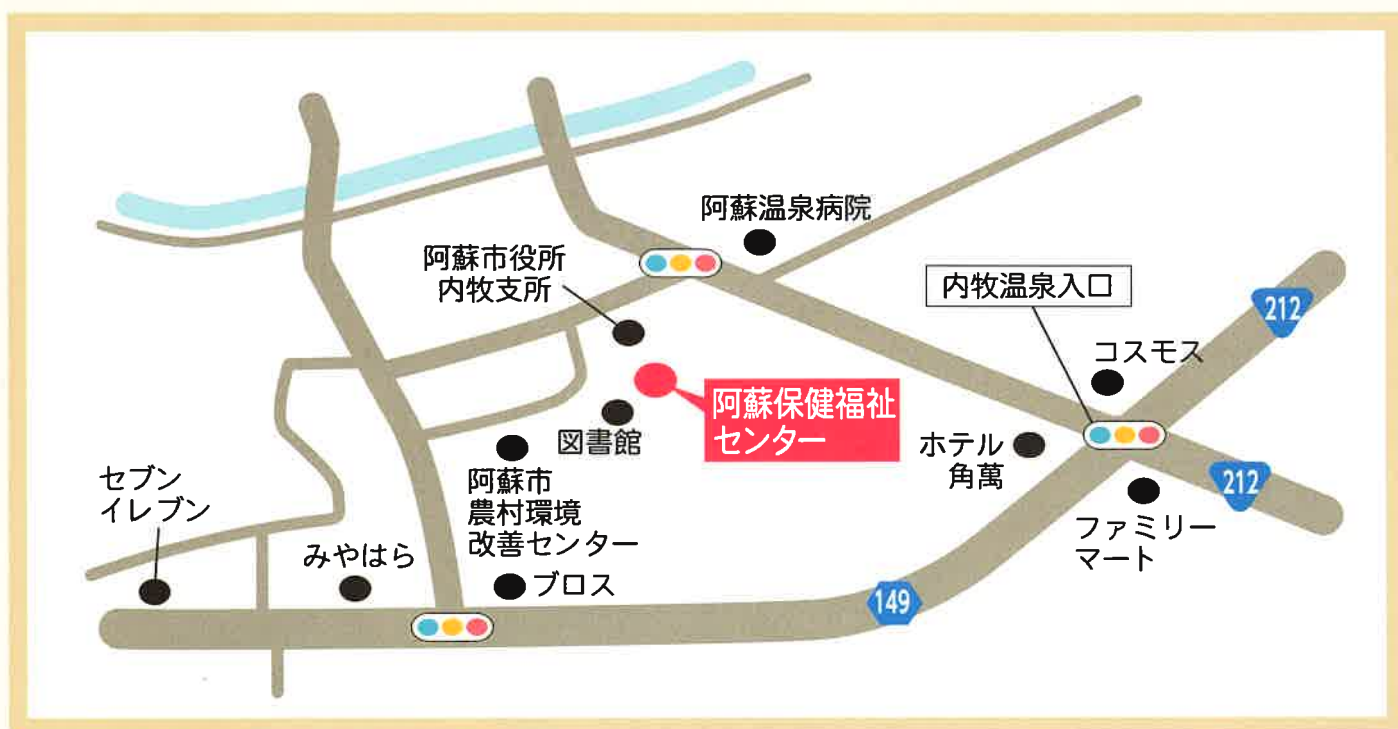 阿蘇温泉病院
阿蘇市役所
内牧支所
内牧温泉入口
212
コスモス
阿蘇保健福祉
センター
図書館
ホテル
角萬
212
セブン
イレブン
阿蘇市
農村環境
改善センター
ファミリー
マート
みやはら
ブロス
149